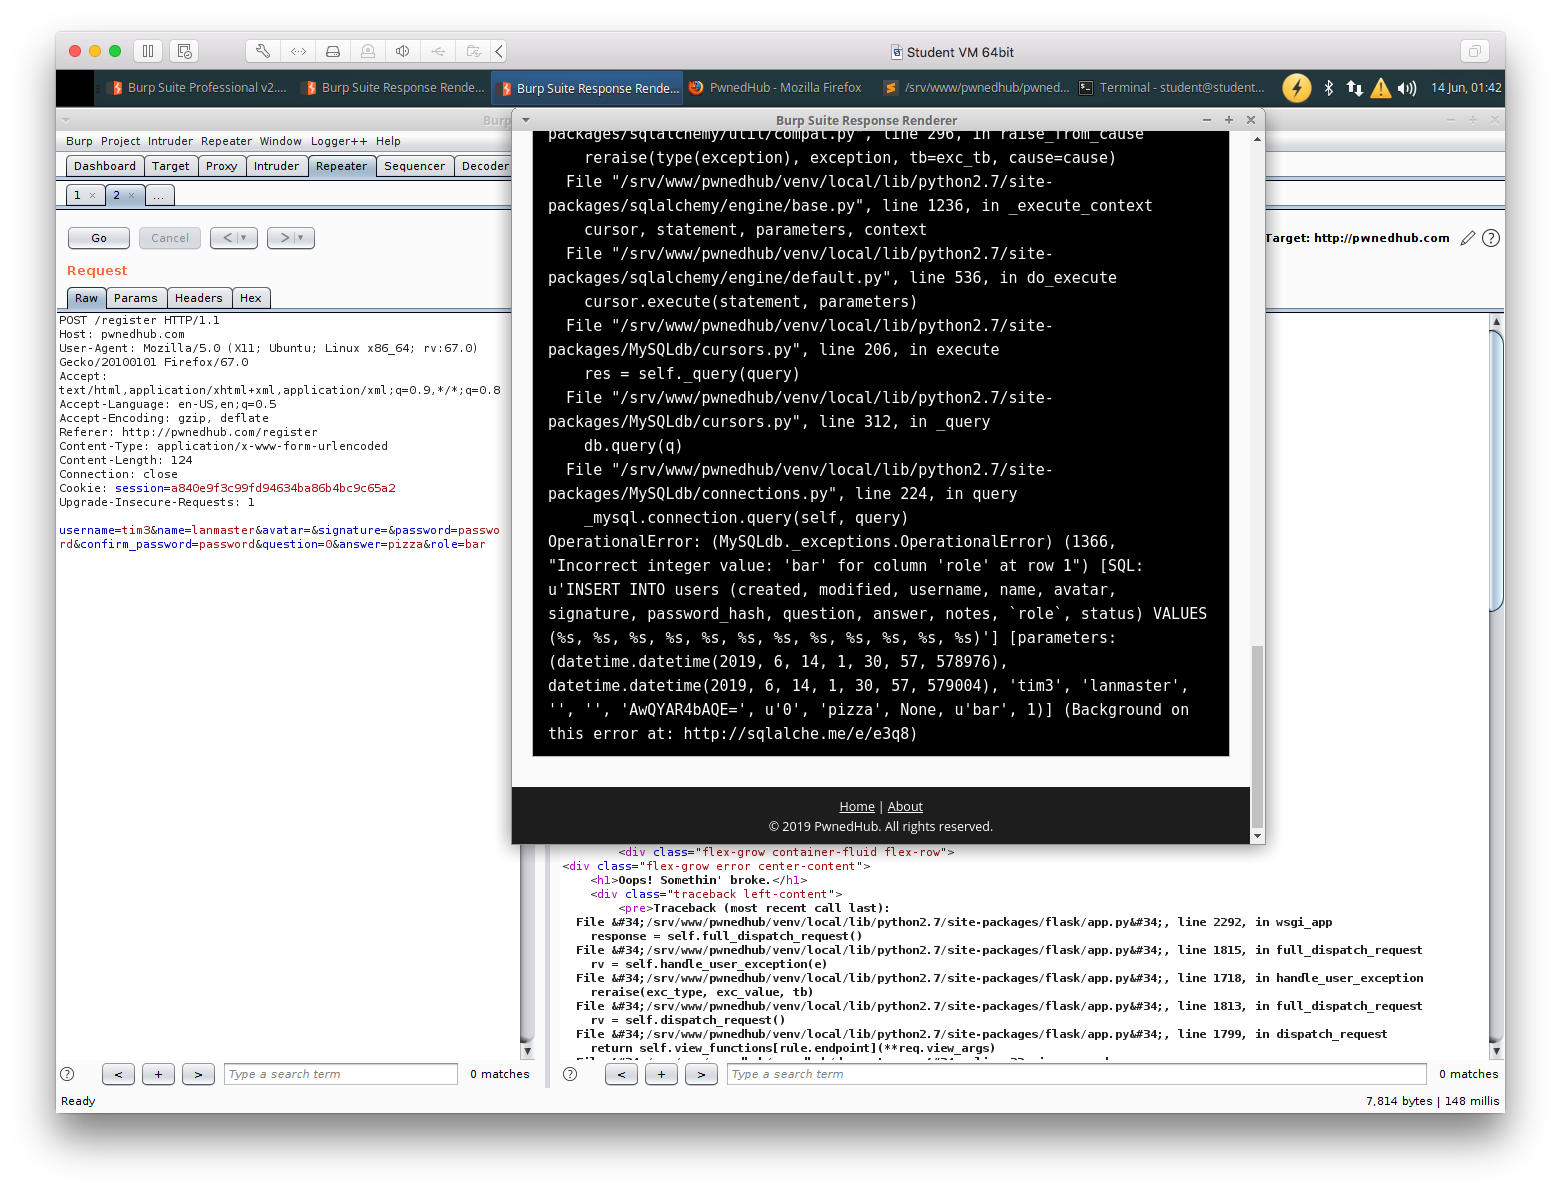 Student VM 64bit
Burp Suite Professional v2....
Burp Suite Response Rende...
Burp Suite Response Rende...
PwnedHub - Mozilla Firefox
/srv/www/pwnedhub/pwned...
Terminal - student@student...
14 Jun, 01:42
Burp
Burp Suite Response Renderer
Burp Project Intruder Repeater Window Logger++ Help
Dashboard Target Proxy Intruder Repeater Sequencer Decoder
1 × 2 × ...
Go Cancel < > 
Target: http://pwnedhub.com
Request
Raw Params Headers Hex
POST /register HTTP/1.1
Host: pwnedhub.com
User-Agent: Mozilla/5.0 (X11; Ubuntu; Linux x86_64; rv:67.0)
Gecko/20100101 Firefox/67.0
Accept:
text/html,application/xhtml+xml,application/xml;q=0.9,*/*;q=0.8
Accept-Language: en-US,en;q=0.5
Accept-Encoding: gzip, deflate
Referer: http://pwnedhub.com/register
Content-Type: application/x-www-form-urlencoded
Content-Length: 124
Connection: close
Cookie: session=a840e9f3c99fd94634ba86b4bc9c65a2
Upgrade-Insecure-Requests: 1
username=tim3&name=lanmaster&avatar=&signature=&password=passwo
rd&confirm_password=password&question=0&answer=pizza&role=bar
packages/sqlalchemy/util/compat.py", line 296, in raise_from_cause
reraise(type(exception), exception, tb=exc_tb, cause=cause)
File "/srv/www/pwnedhub/venv/local/lib/python2.7/site-
packages/sqlalchemy/engine/base.py", line 1236, in _execute_context
cursor, statement, parameters, context
File "/srv/www/pwnedhub/venv/local/lib/python2.7/site-
packages/sqlalchemy/engine/default.py", line 536, in do_execute
cursor.execute(statement, parameters)
File "/srv/www/pwnedhub/venv/local/lib/python2.7/site-
packages/MySQLdb/cursors.py", line 206, in execute
res = self._query(query)
File "/srv/www/pwnedhub/venv/local/lib/python2.7/site-
packages/MySQLdb/cursors.py", line 312, in _query
db.query(q)
File "/srv/www/pwnedhub/venv/local/lib/python2.7/site-
packages/MySQLdb/connections.py", line 224, in query
_mysql.connection.query(self, query)
OperationalError: (MySQLdb._exceptions.OperationalError) (1366,
"Incorrect integer value: 'bar' for column 'role' at row 1") [SQL:
u'INSERT INTO users (created, modified, username, name, avatar,
signature, password_hash, question, answer, notes, `role`, status) VALUES
(%s, %s, %s, %s, %s, %s, %s, %s, %s, %s, %s, %s)'] [parameters:
(datetime.datetime(2019, 6, 14, 1, 30, 57, 578976),
datetime.datetime(2019, 6, 14, 1, 30, 57, 579004), 'tim3', 'lanmaster',
'', '', 'AwQYAR4bAQE=', u'0', 'pizza', None, u'bar', 1)] (Background on
this error at: http://sqlalche.me/e/e3q8)
Home | About
© 2019 PwnedHub. All rights reserved.
<div class="flex-grow container-fluid flex-row">
<div class="flex-grow error center-content">
<h1>Oops! Somethin' broke.</h1>
<div class="traceback left-content">
<pre>Traceback (most recent call last):
File &#34;/srv/www/pwnedhub/venv/local/lib/python2.7/site-packages/flask/app.py&#34;, line 2292, in wsgi_app
response = self.full_dispatch_request()
File &#34;/srv/www/pwnedhub/venv/local/lib/python2.7/site-packages/flask/app.py&#34;, line 1815, in full_dispatch_request
rv = self.handle_user_exception(e)
File &#34;/srv/www/pwnedhub/venv/local/lib/python2.7/site-packages/flask/app.py&#34;, line 1718, in handle_user_exception
reraise(exc_type, exc_value, tb)
File &#34;/srv/www/pwnedhub/venv/local/lib/python2.7/site-packages/flask/app.py&#34;, line 1813, in full_dispatch_request
rv = self.dispatch_request()
File &#34;/srv/www/pwnedhub/venv/local/lib/python2.7/site-packages/flask/app.py&#34;, line 1799, in dispatch_request
return self.view_functions[rule.endpoint](**req.view_args)
< + > Type a search term 0 matches
< + > Type a search term 0 matches
Ready
7,814 bytes | 148 millis